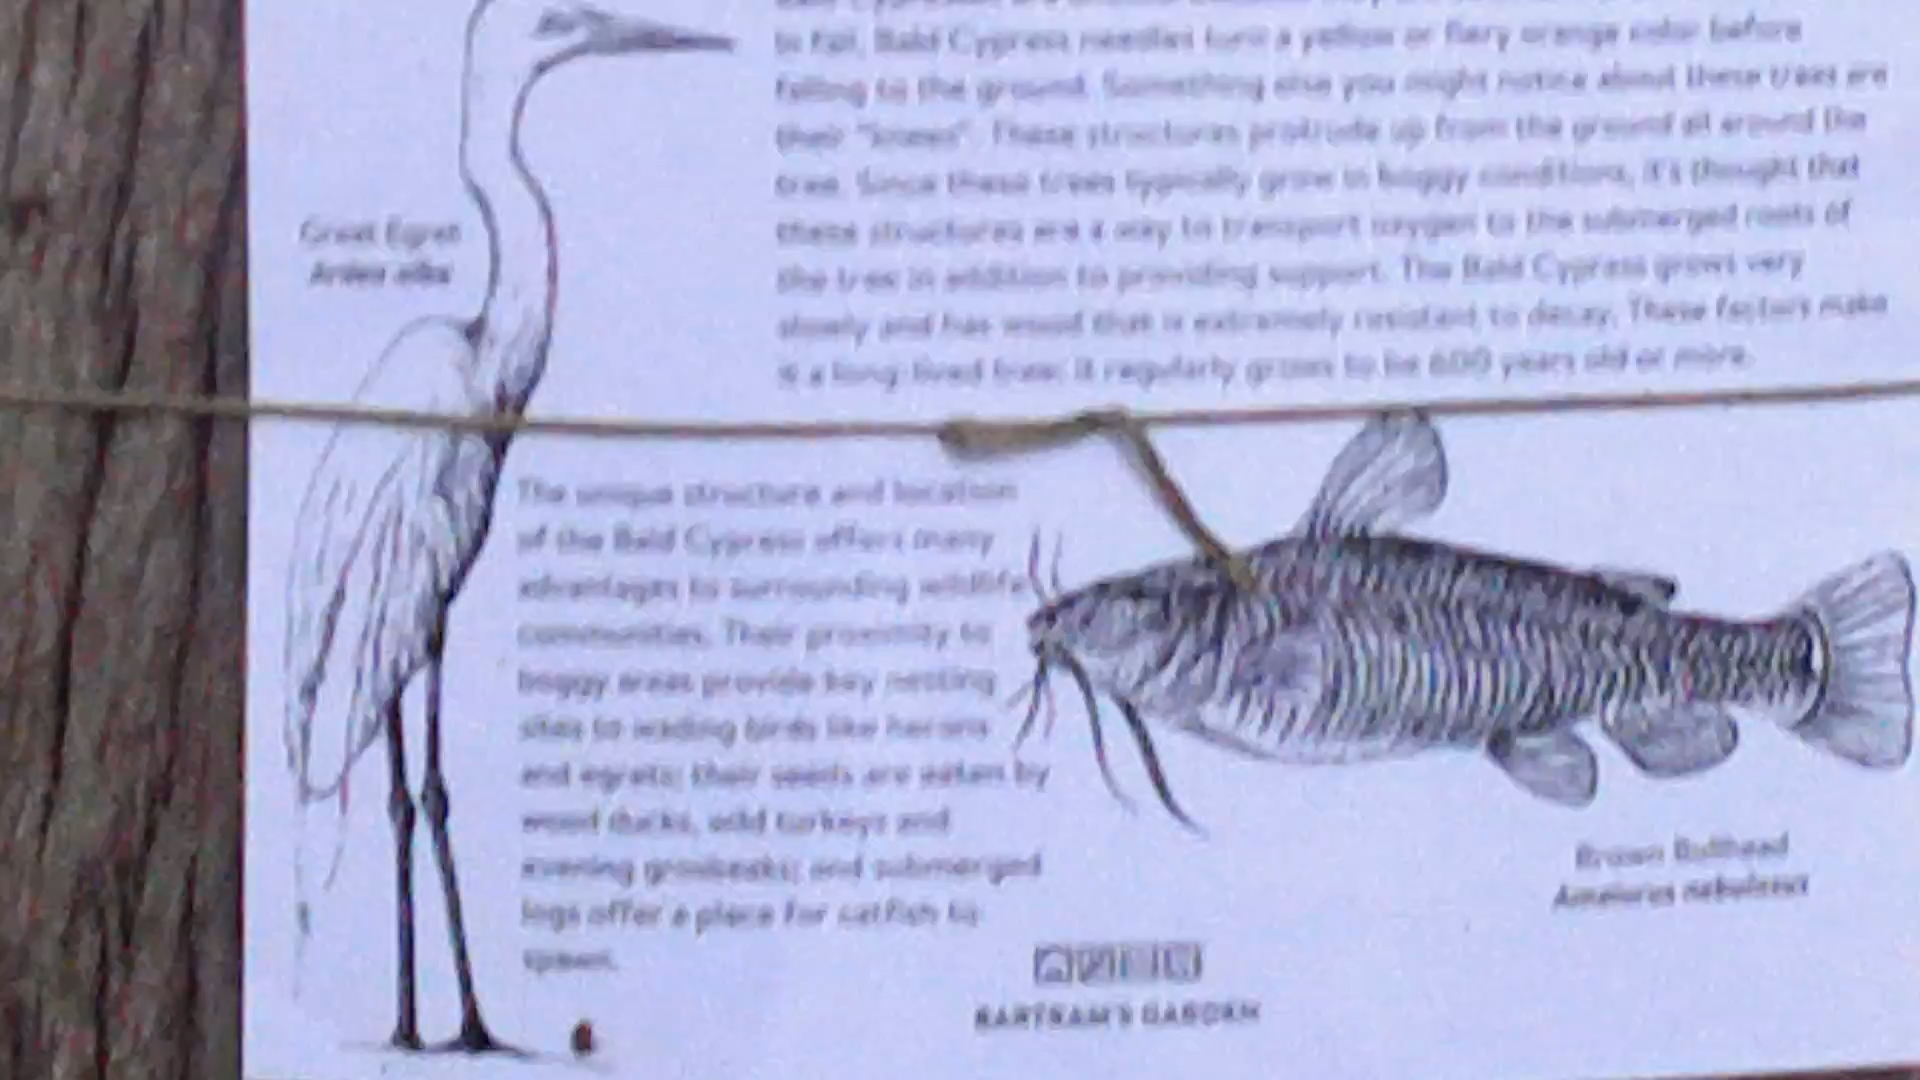 to fall, Bald Cypress needles turn a yellow or fiery orange color before
falling to the ground. Something else you might notice about these trees are
their "knees". These structures protrude up from the ground all around the
tree. Since these trees typically grow in boggy conditions, it's thought that
these structures are a way to transport oxygen to the submerged roots of
the tree in addition to providing support. The Bald Cypress grows very
slowly and has wood that is extremely resistant to decay. These factors make
is a long-lived tree; it regularly grows to be 600 years old or more.
Great Egret
Ardea alba
The unique structure and location
of the Bald Cypress offers many
advantages to surrounding wildlife
communities. Their proximity to
boggy areas provide key nesting
sites to wading birds like herons
and egrets; their seeds are eaten by
wood ducks, wild turkeys and
evening grosbeaks; and submerged
logs offer a place for catfish to
spawn.
Brown Bullhead
Ameiurus nebulosus
BARTRAM'S GARDEN